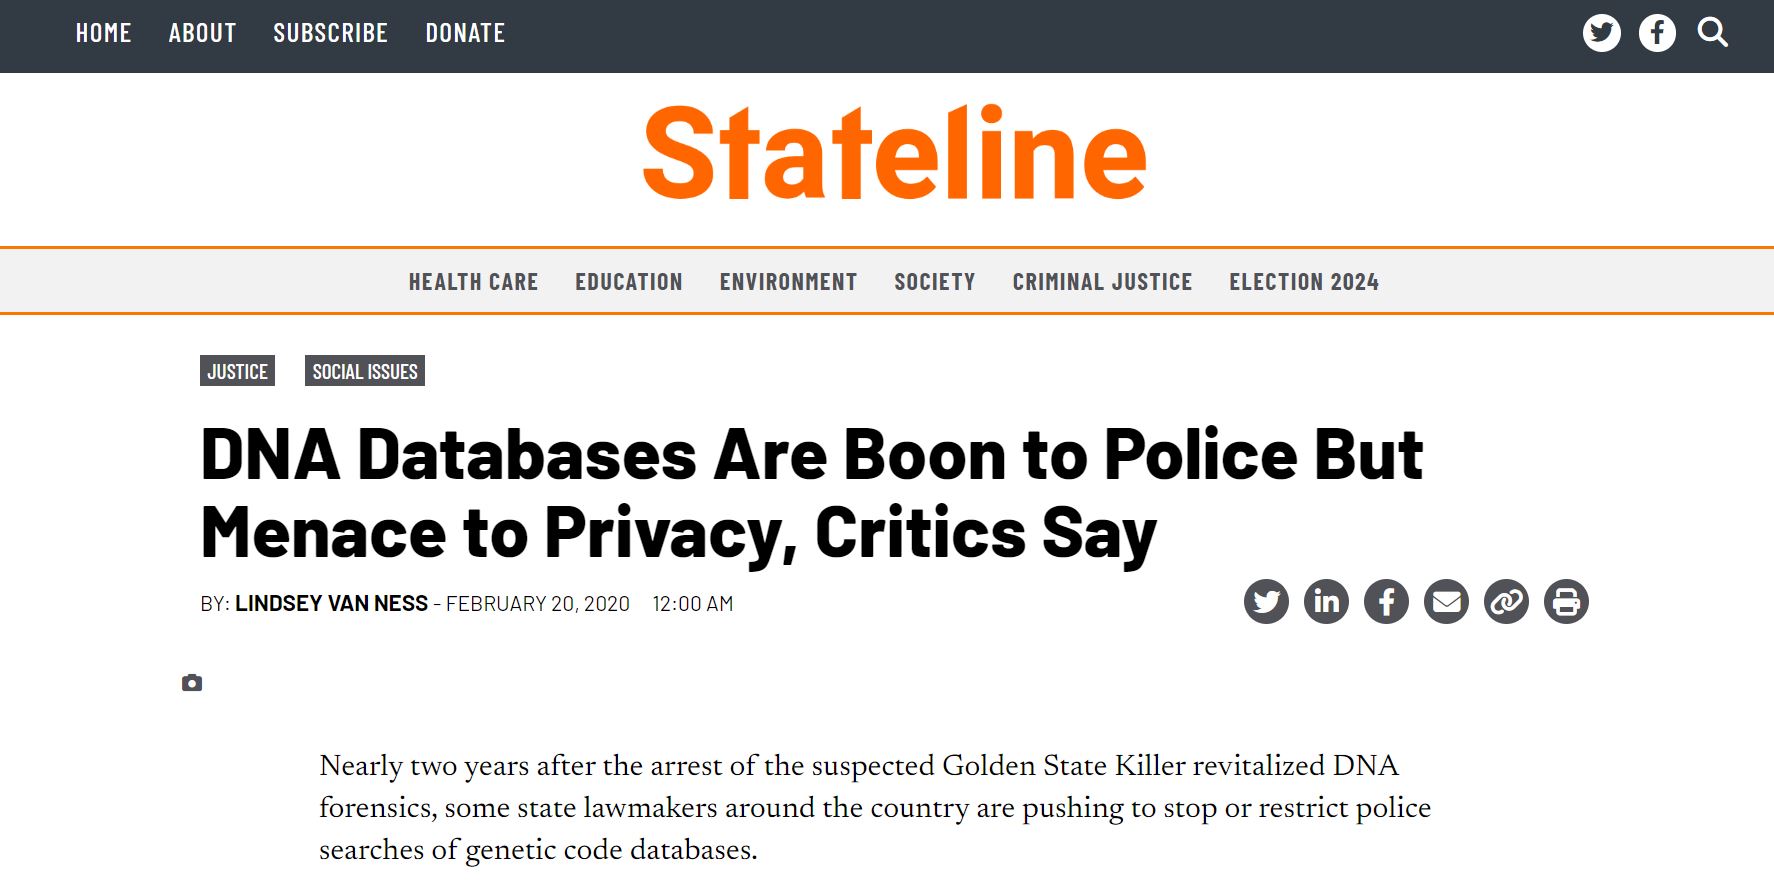 HOME ABOUT SUBSCRIBE DONATE
Stateline
HEALTH CARE EDUCATION ENVIRONMENT SOCIETY CRIMINAL JUSTICE ELECTION 2024
JUSTICE SOCIAL ISSUES
DNA Databases Are Boon to Police But
Menace to Privacy, Critics Say
BY: LINDSEY VAN NESS - FEBRUARY 20, 2020 12:00 AM
Nearly two years after the arrest of the suspected Golden State Killer revitalized DNA
forensics, some state lawmakers around the country are pushing to stop or restrict police
searches of genetic code databases.